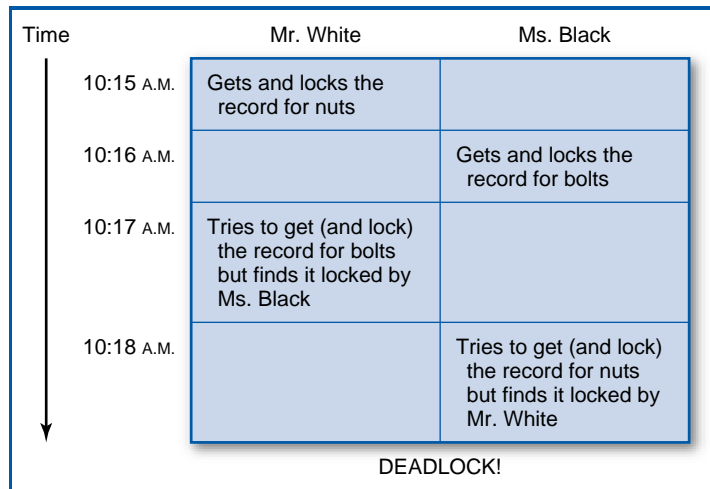 Time
Mr. White
Ms. Black
10:15 A.M.
Gets and locks the
record for nuts
10:16 A.M.
Gets and locks the
record for bolts
10:17 A.M.
Tries to get (and lock)
the record for bolts
but finds it locked by
Ms. Black
10:18 A.M.
Tries to get (and lock)
the record for nuts
but finds it locked by
Mr. White
DEADLOCK!